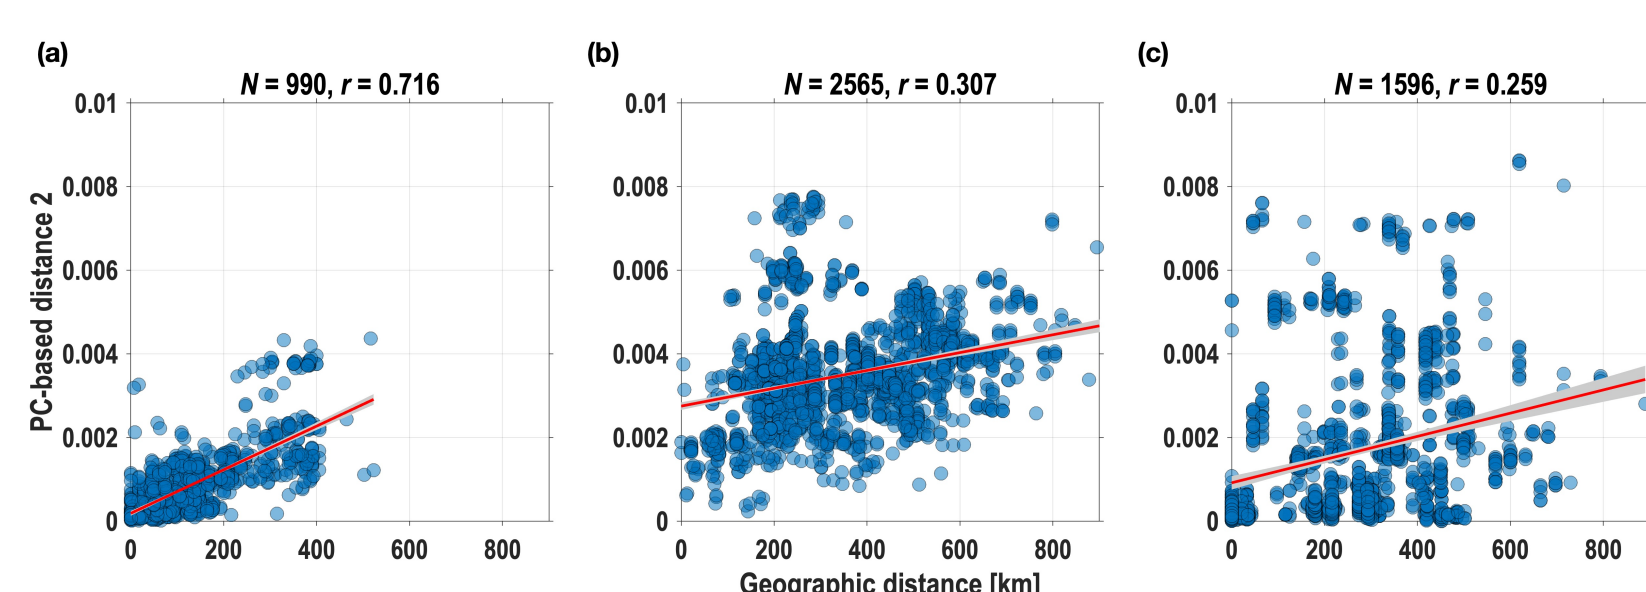 (a)
N = 990, r = 0.716
0.01
0.008
0.006
0.004
0.002
0
PC-based distance 2
0 200 400 600 800
(b)
N = 2565, r = 0.307
0.01
0.008
0.006
0.004
0.002
0
0 200 400 600 800
Geographic distance [km]
(c)
N = 1596, r = 0.259
0.01
0.008
0.006
0.004
0.002
0
0 200 400 600 800